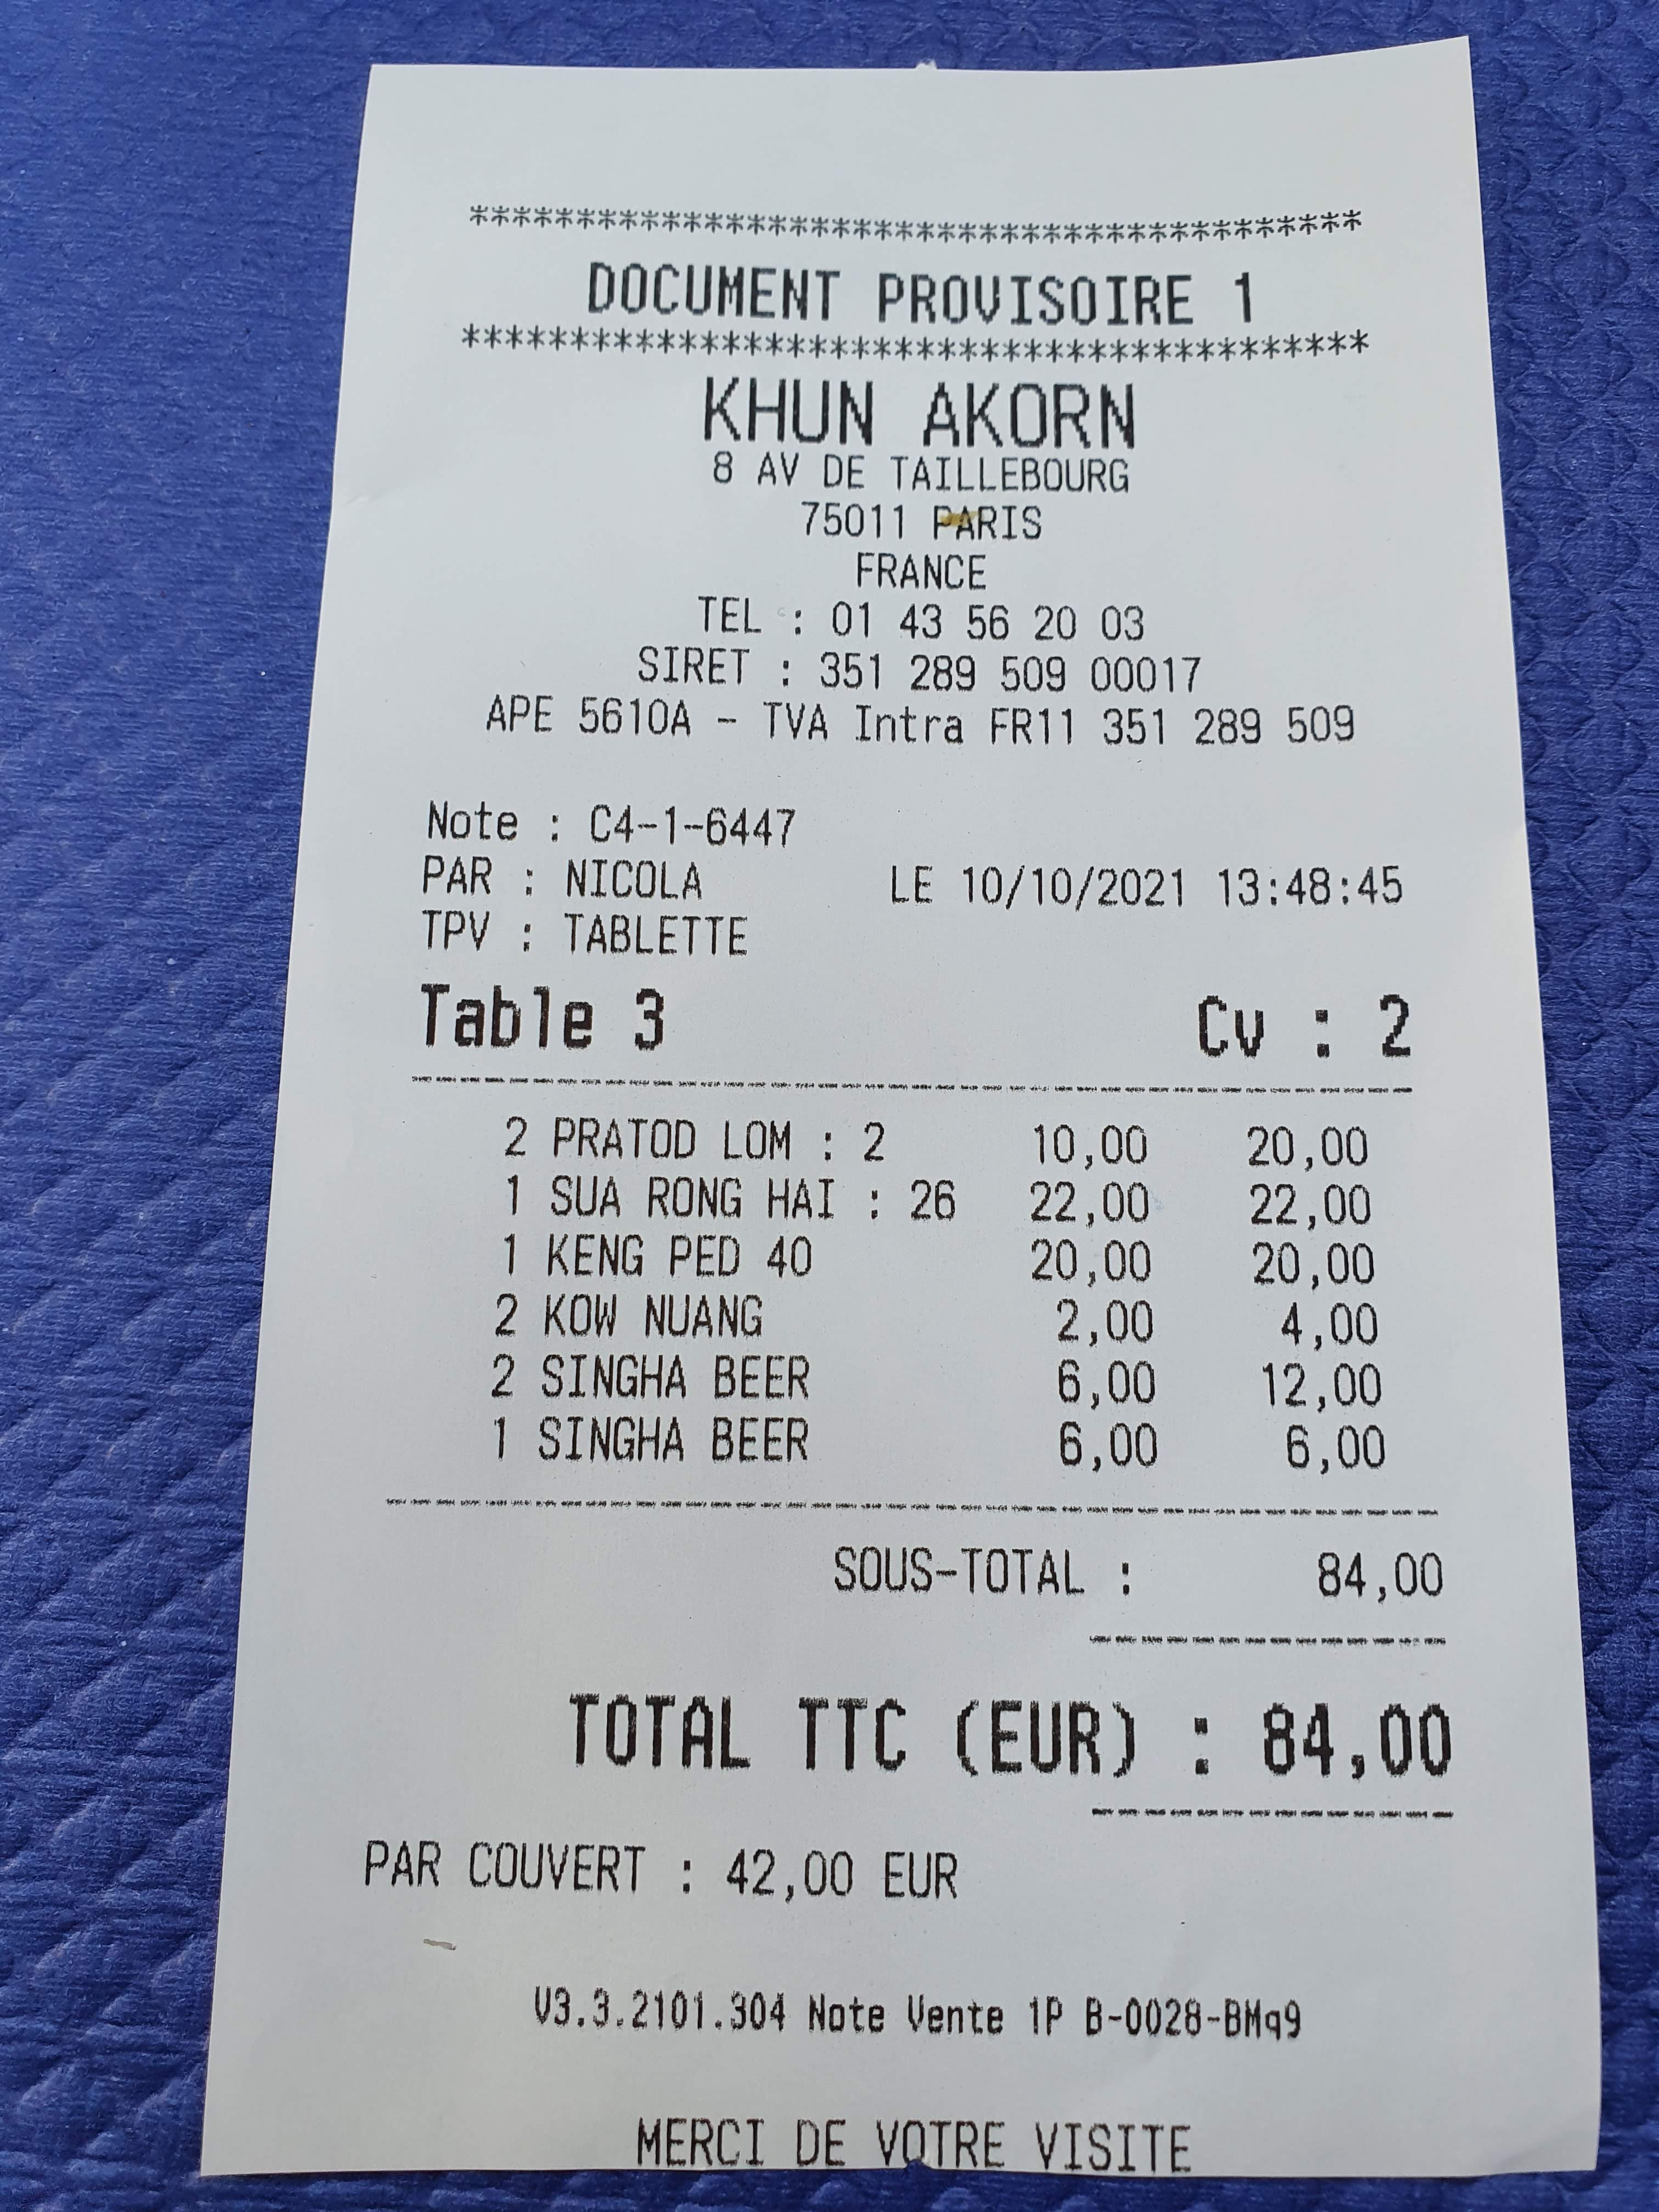 ******************************************
DOCUMENT PROVISOIRE 1
******************************************
KHUN AKORN
8 AV DE TAILLEBOURG
75011 PARIS
FRANCE
TEL : 01 43 56 20 03
SIRET : 351 289 509 00017
APE 5610A - TVA Intra FR11 351 289 509
Note : C4-1-6447
PAR : NICOLA LE 10/10/2021 13:48:45
TPV : TABLETTE
Table 3 Cv : 2
2 PRATOD LOM : 2 10,00 20,00
1 SUA RONG HAI : 26 22,00 22,00
1 KENG PED 40 20,00 20,00
2 KOW NUANG 2,00 4,00
2 SINGHA BEER 6,00 12,00
1 SINGHA BEER 6,00 6,00
SOUS-TOTAL : 84,00
TOTAL TTC (EUR) : 84,00
PAR COUVERT : 42,00 EUR
V3.3.2101.304 Note Vente 1P B-0028-BMq9
MERCI DE VOTRE VISITE